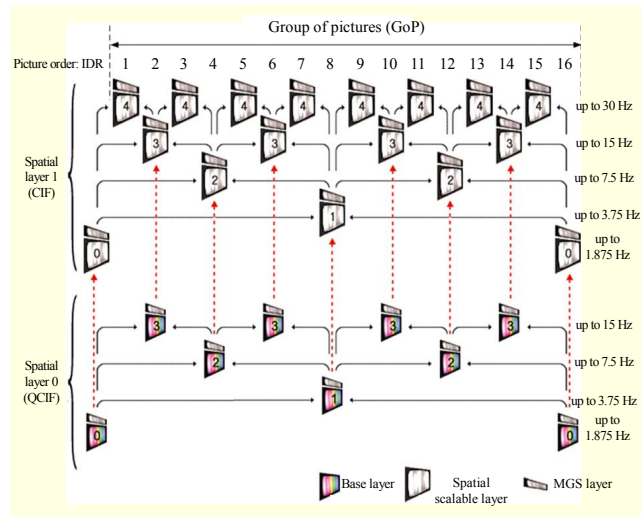 Group of pictures (GoP)
Picture order: IDR 1 2 3 4 5 6 7 8 9 10 11 12 13 14 15 16
4 4 4 4 4 4 4 4 up to 30 Hz
3 3 3 3 up to 15 Hz
2 2 up to 7.5 Hz
1 up to 3.75 Hz
0 0 up to
1.875 Hz
Spatial
layer 1
(CIF)
3 3 3 3 up to 15 Hz
2 2 up to 7.5 Hz
1 up to 3.75 Hz
0 0 up to
1.875 Hz
Spatial
layer 0
(QCIF)
Base layer
Spatial
scalable layer
MGS layer